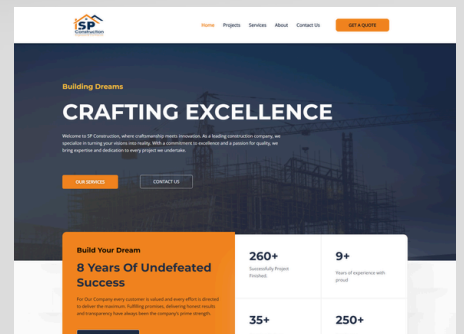 SP
Construction
Home Projects Services About Contact Us GET A QUOTE
Building Dreams
CRAFTING EXCELLENCE
Welcome to SP Construction, where craftsmanship meets innovation. As a leading construction company, we
specialize in turning your visions into reality. With a commitment to excellence and a passion for quality, we
bring expertise and dedication to every project we undertake.
OUR SERVICES CONTACT US
Build Your Dream
8 Years Of Undefeated
Success
For Our Company every customer is valued and every effort is directed
to deliver the maximum. Fulfilling promises, delivering honest results
and transparency have always been the company's prime strength.
260+
Successfully Project
Finished.
9+
Years of experience with
proud
35+
250+